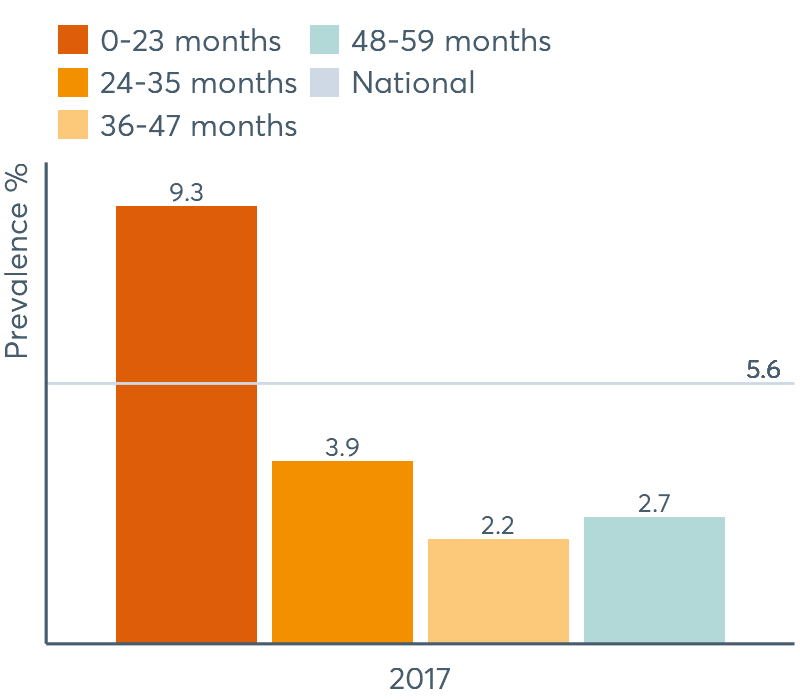 0-23 months
48-59 months
24-35 months
National
36-47 months
Prevalence %
9.3
5.6
3.9
2.2
2.7
2017